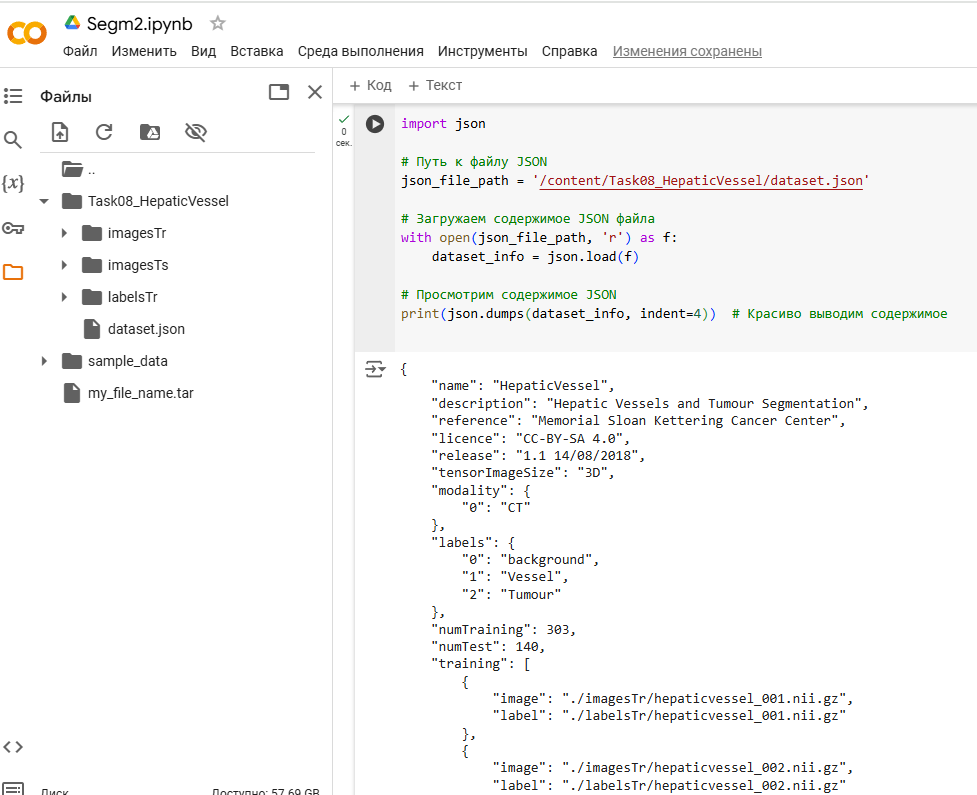 Segm2.ipynb
Файл Изменить Вид Вставка Среда выполнения Инструменты Справка Изменения сохранены
Файлы
..
Task08_HepaticVessel
imagesTr
imagesTs
labelsTr
dataset.json
sample_data
my_file_name.tar
{x}
Диск
Доступно: 57.69 GB
+ Код + Текст
0
сек.
import json
# Путь к файлу JSON
json_file_path = '/content/Task08_HepaticVessel/dataset.json'
# Загружаем содержимое JSON файла
with open(json_file_path, 'r') as f:
    dataset_info = json.load(f)
# Просмотрим содержимое JSON
print(json.dumps(dataset_info, indent=4))  # Красиво выводим содержимое
{
    "name": "HepaticVessel",
    "description": "Hepatic Vessels and Tumour Segmentation",
    "reference": "Memorial Sloan Kettering Cancer Center",
    "licence": "CC-BY-SA 4.0",
    "release": "1.1 14/08/2018",
    "tensorImageSize": "3D",
    "modality": {
        "0": "CT"
    },
    "labels": {
        "0": "background",
        "1": "Vessel",
        "2": "Tumour"
    },
    "numTraining": 303,
    "numTest": 140,
    "training": [
        {
            "image": "./imagesTr/hepaticvessel_001.nii.gz",
            "label": "./labelsTr/hepaticvessel_001.nii.gz"
        },
        {
            "image": "./imagesTr/hepaticvessel_002.nii.gz",
            "label": "./labelsTr/hepaticvessel_002.nii.gz"